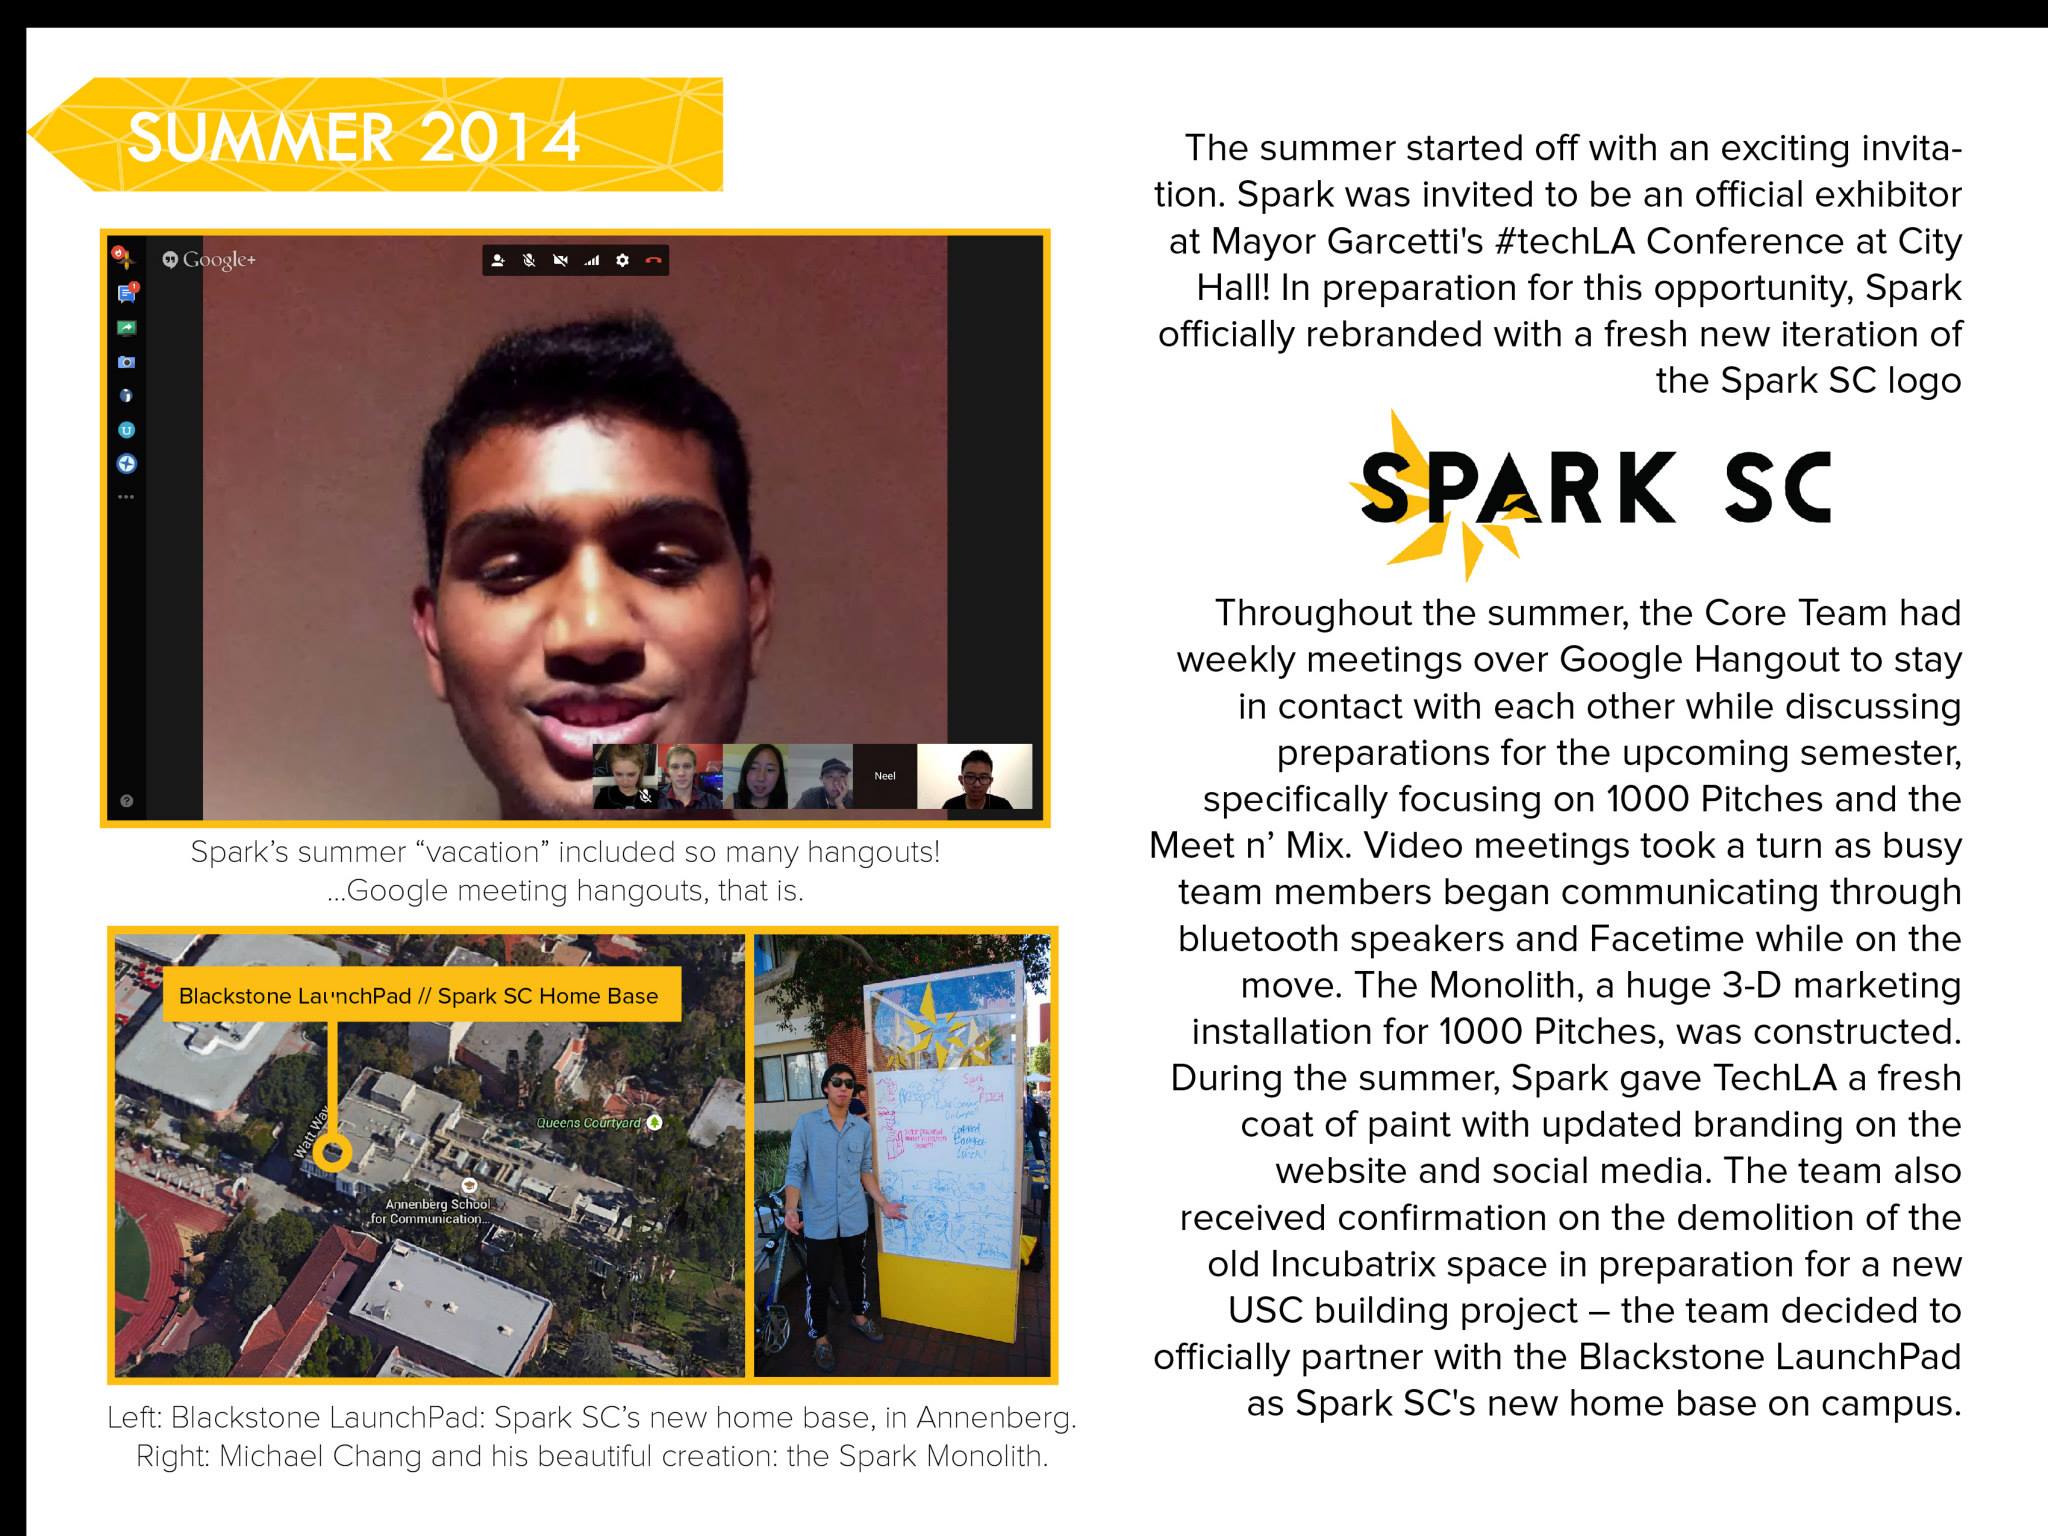 SUMMER 2014
Google+
Neel
Spark's summer “vacation” included so many hangouts!
...Google meeting hangouts, that is.
Blackstone LaunchPad // Spark SC Home Base
Watt Way
Queens Courtyard
Annenberg School
for Communication...
Spark
Left: Blackstone LaunchPad: Spark SC’s new home base, in Annenberg.
Right: Michael Chang and his beautiful creation: the Spark Monolith.
The summer started off with an exciting invita-
tion. Spark was invited to be an official exhibitor
at Mayor Garcetti's #techLA Conference at City
Hall! In preparation for this opportunity, Spark
officially rebranded with a fresh new iteration of
the Spark SC logo
SPARK SC
Throughout the summer, the Core Team had
weekly meetings over Google Hangout to stay
in contact with each other while discussing
preparations for the upcoming semester,
specifically focusing on 1000 Pitches and the
Meet n’ Mix. Video meetings took a turn as busy
team members began communicating through
bluetooth speakers and Facetime while on the
move. The Monolith, a huge 3-D marketing
installation for 1000 Pitches, was constructed.
During the summer, Spark gave TechLA a fresh
coat of paint with updated branding on the
website and social media. The team also
received confirmation on the demolition of the
old Incubatrix space in preparation for a new
USC building project – the team decided to
officially partner with the Blackstone LaunchPad
as Spark SC's new home base on campus.